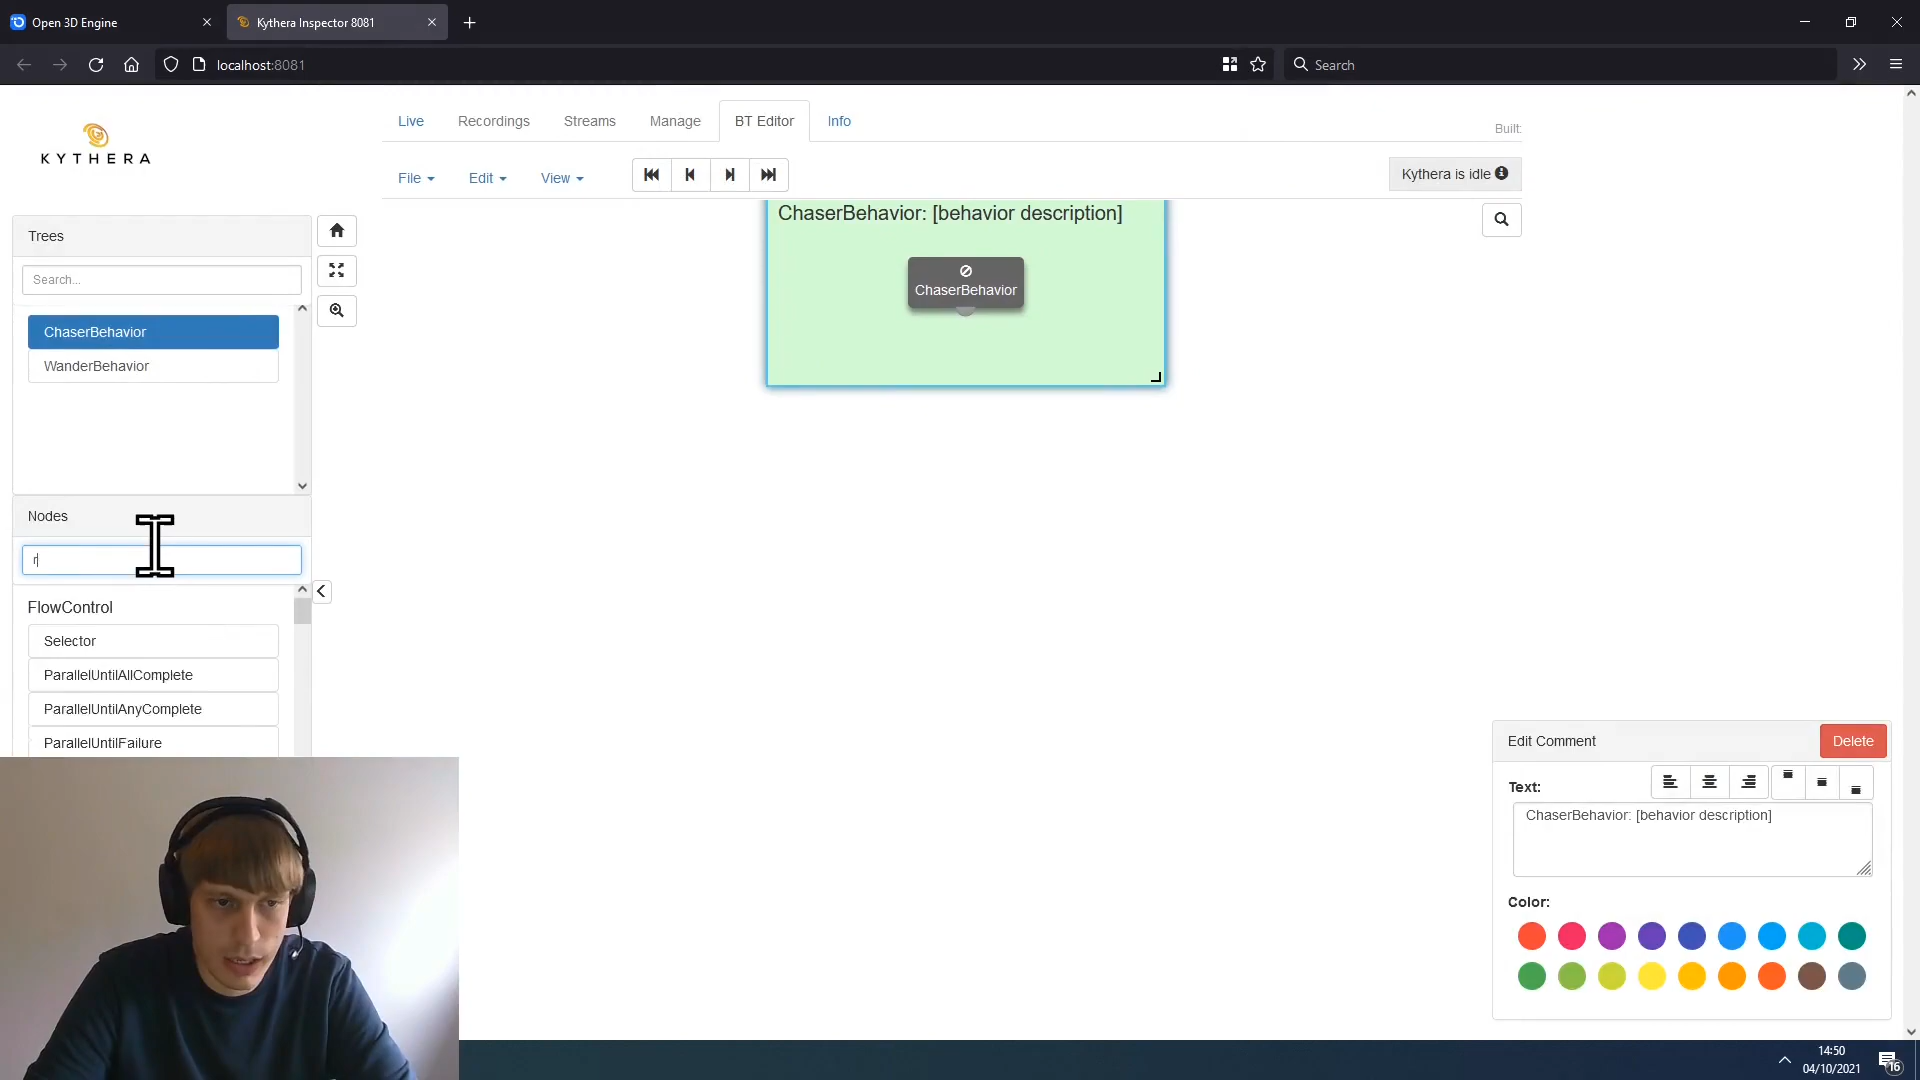 Open 3D Engine
Kythera Inspector 8081
localhost:8081
Search
KYTHERA
Live
Recordings
Streams
Manage
BT Editor
Info
Built:
File
Edit
View
Kythera is idle
Trees
Search...
ChaserBehavior
WanderBehavior
ChaserBehavior: [behavior description]
ChaserBehavior
Nodes
r
FlowControl
Selector
ParallelUntilAllComplete
ParallelUntilAnyComplete
ParallelUntilFailure
Edit Comment
Delete
Text:
ChaserBehavior: [behavior description]
Color:
14:50
04/10/2021
16